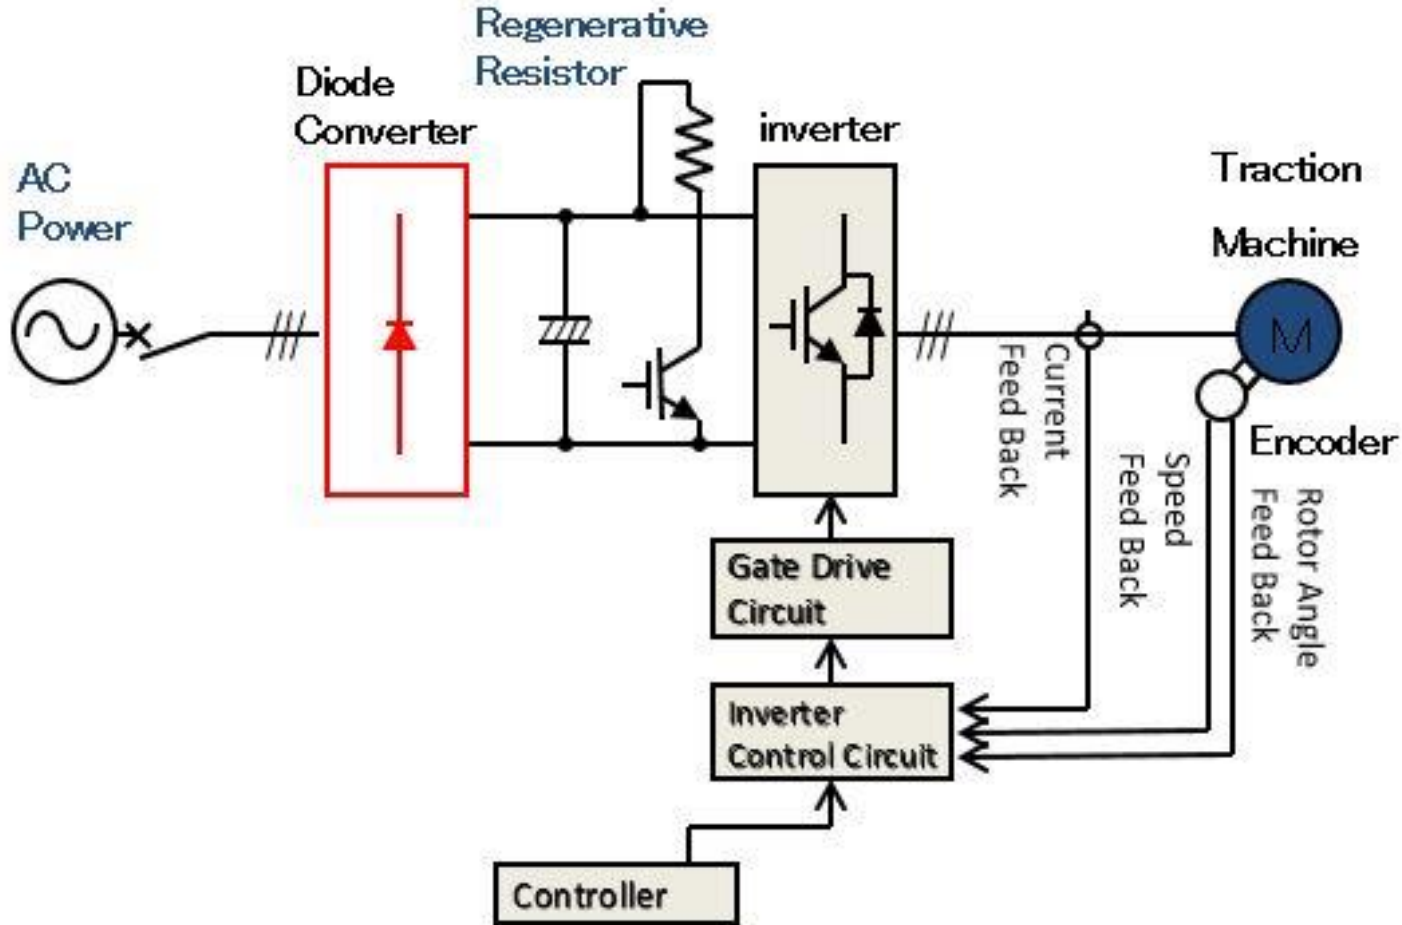 Regenerative
Resistor
Diode
Converter
inverter
AC
Power
Traction
Machine
M
Encoder
Current
Feed Back
Speed
Feed Back
Rotor Angle
Feed Back
Gate Drive
Circuit
Inverter
Control Circuit
Controller